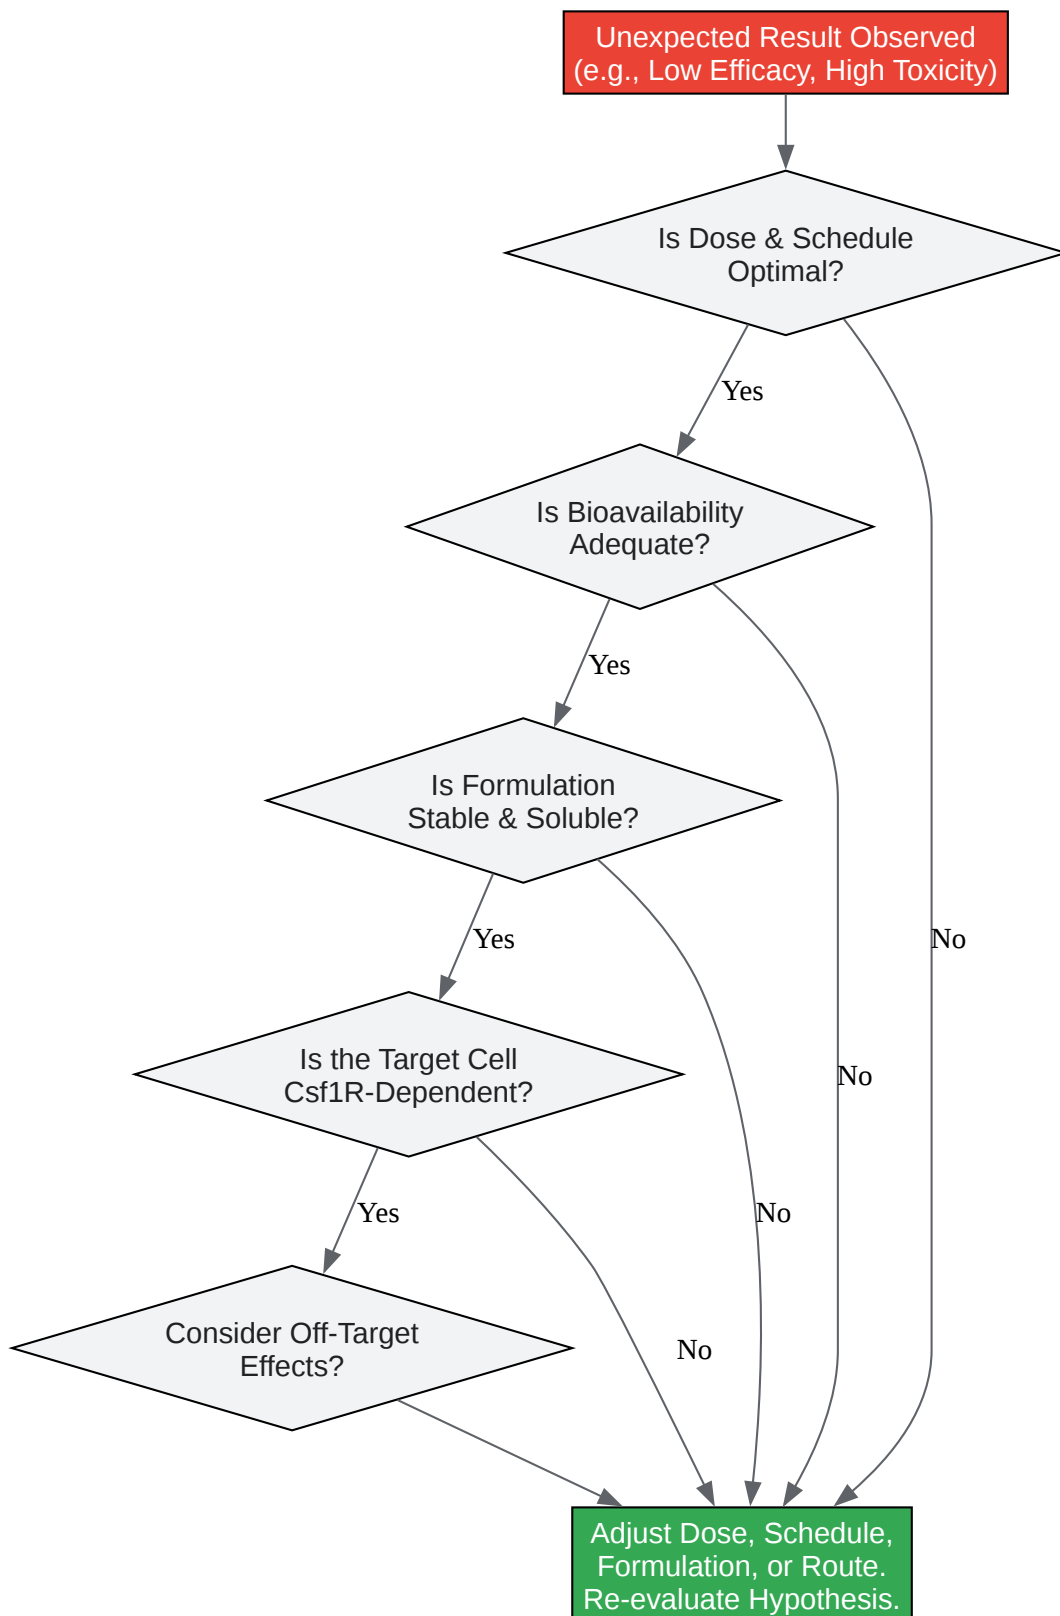 Unexpected Result Observed
(e.g., Low Efficacy, High Toxicity)
Is Dose & Schedule
Optimal?
Yes
Is Bioavailability
Adequate?
Yes
Is Formulation
Stable & Soluble?
Yes
No
Is the Target Cell
Csf1R-Dependent?
No
Yes
No
Consider Off-Target
Effects?
No
Adjust Dose, Schedule,
Formulation, or Route.
Re-evaluate Hypothesis.